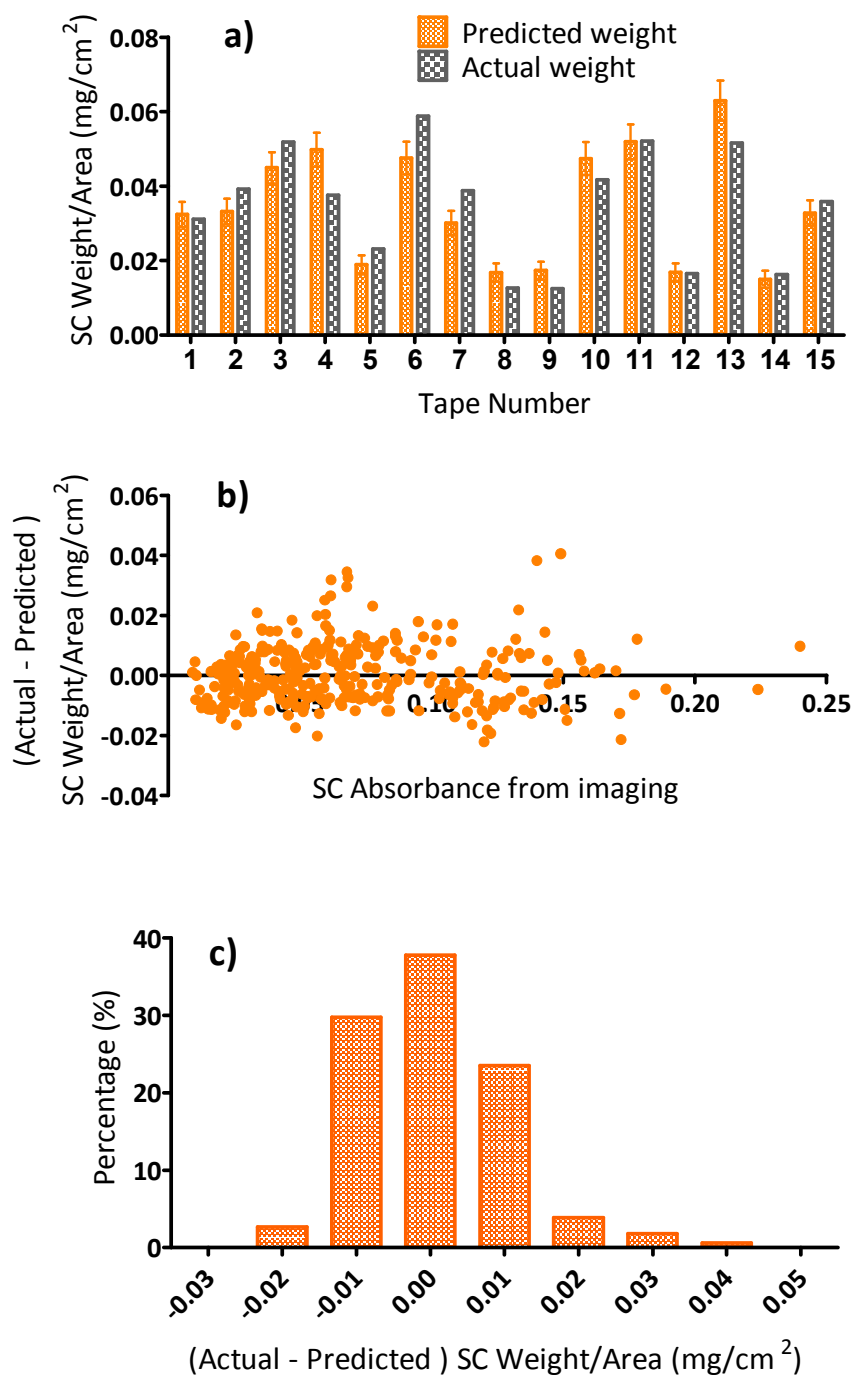 a)
Predicted weight
Actual weight
SC Weight/Area (mg/cm²)
0.08
0.06
0.04
0.02
0.00
1 2 3 4 5 6 7 8 9 10 11 12 13 14 15
Tape Number
b)
(Actual - Predicted )
SC Weight/Area (mg/cm²)
0.06
0.04
0.02
0.00
-0.02
-0.04
0.05 0.10 0.15 0.20 0.25
SC Absorbance from imaging
c)
Percentage (%)
40
30
20
10
0
-0.03 -0.02 -0.01 0.00 0.01 0.02 0.03 0.04 0.05
(Actual - Predicted ) SC Weight/Area (mg/cm ²)